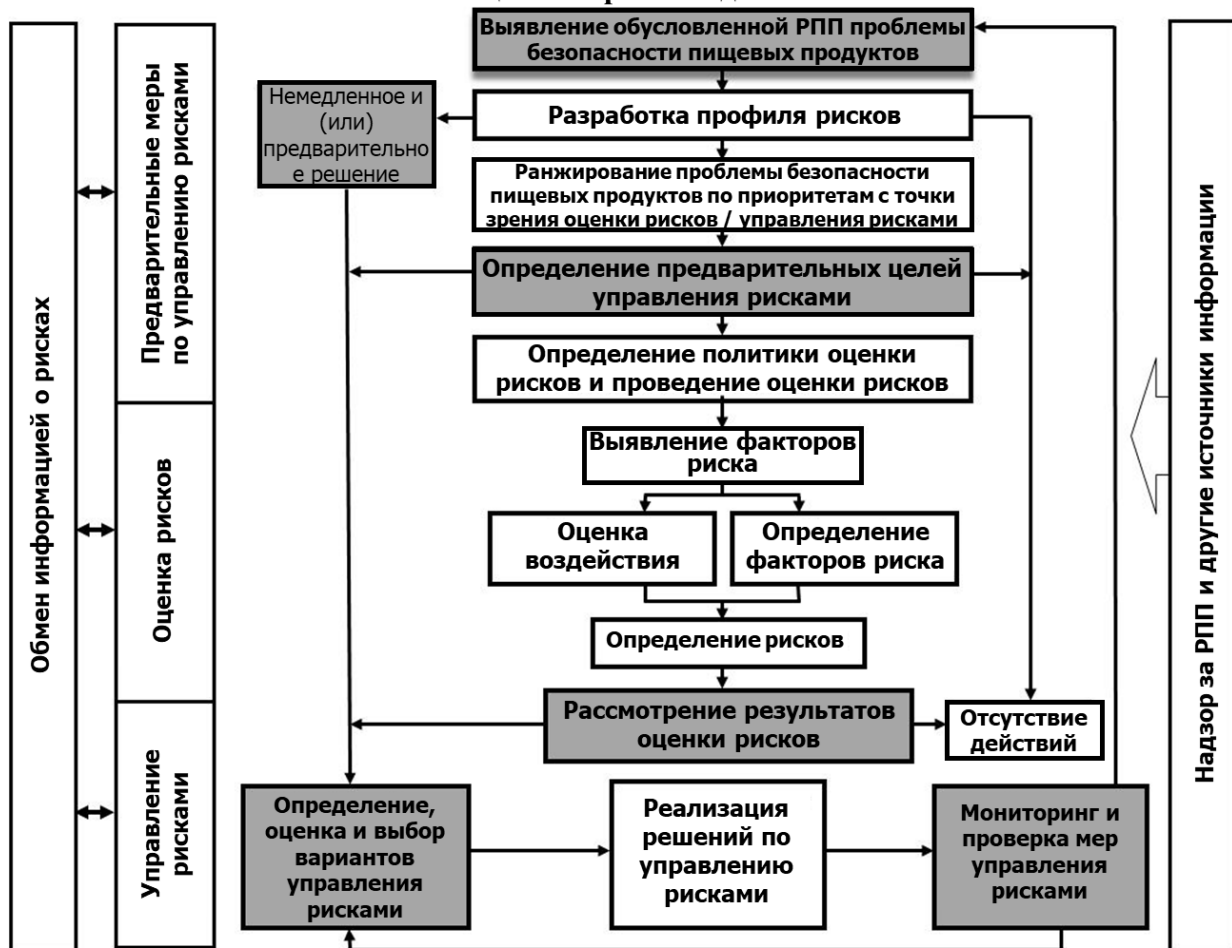 Выявление обусловленной РПП проблемы
безопасности пищевых продуктов
Немедленное и
(или)
предварительно
е решение
Разработка профиля рисков
Ранжирование проблемы безопасности
пищевых продуктов по приоритетам с точки
зрения оценки рисков / управления рисками
Определение предварительных целей
управления рисками
Определение политики оценки
рисков и проведение оценки рисков
Выявление факторов
риска
Оценка
воздействия
Определение
факторов риска
Определение рисков
Рассмотрение результатов
оценки рисков
Отсутствие
действий
Определение,
оценка и выбор
вариантов
управления
рисками
Реализация
решений по
управлению
рисками
Мониторинг и
проверка мер
управления
рисками
Обмен информацией о рисках
Предварительные меры
по управлению рисками
Оценка рисков
Управление
рисками
Надзор за РПП и другие источники информации